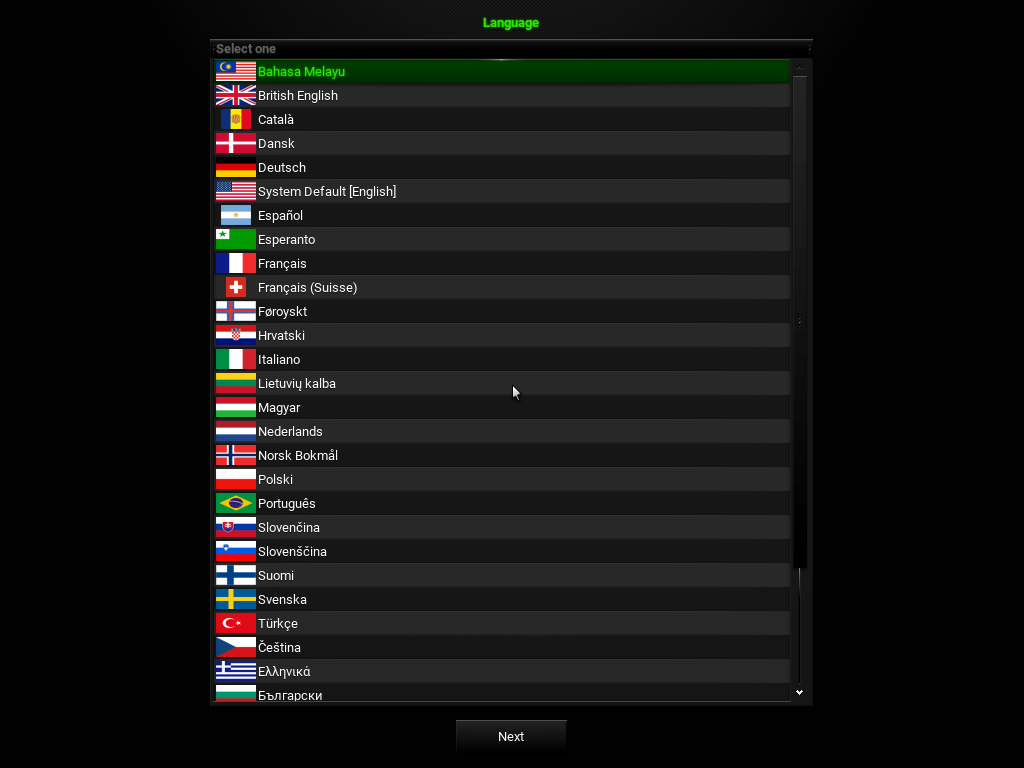 Language
Select one
Bahasa Melayu
British English
Català
Dansk
Deutsch
System Default [English]
Español
Esperanto
Français
Français (Suisse)
Føroyskt
Hrvatski
Italiano
Lietuvių kalba
Magyar
Nederlands
Norsk Bokmål
Polski
Português
Slovenčina
Slovenščina
Suomi
Svenska
Türkçe
Čeština
Ελληνικά
Български
Next